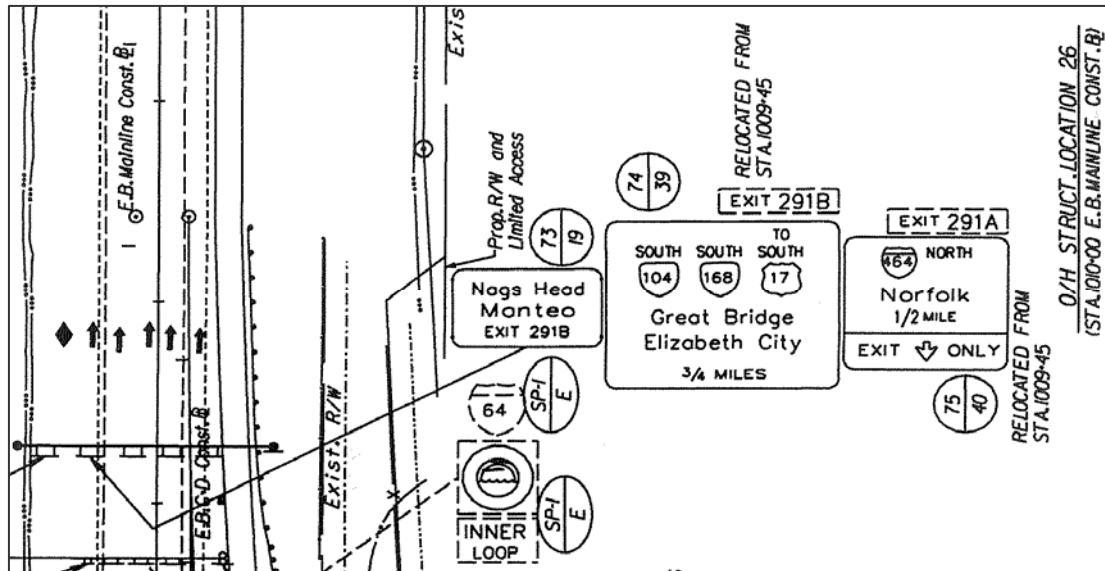 E.B. Mainline Const. B
Exis
Prop. R/W and
Limited Access
73
19
Nags Head
Manteo
EXIT 291B
74
39
RELOCATED FROM
STA.1009+45
EXIT 291B
TO
SOUTH SOUTH SOUTH
104 168 17
Great Bridge
Elizabeth City
3/4 MILES
EXIT 291A
464 NORTH
Norfolk
1/2 MILE
EXIT ONLY
75
40
RELOCATED FROM
STA.1009+45
O/H STRUCT. LOCATION 26
(STA.1010+00 E.B. MAINLINE CONST. B)
64
SP-1
E
INNER
LOOP
SP-1
E
Exist. R/W
E.B. C-D Const. B